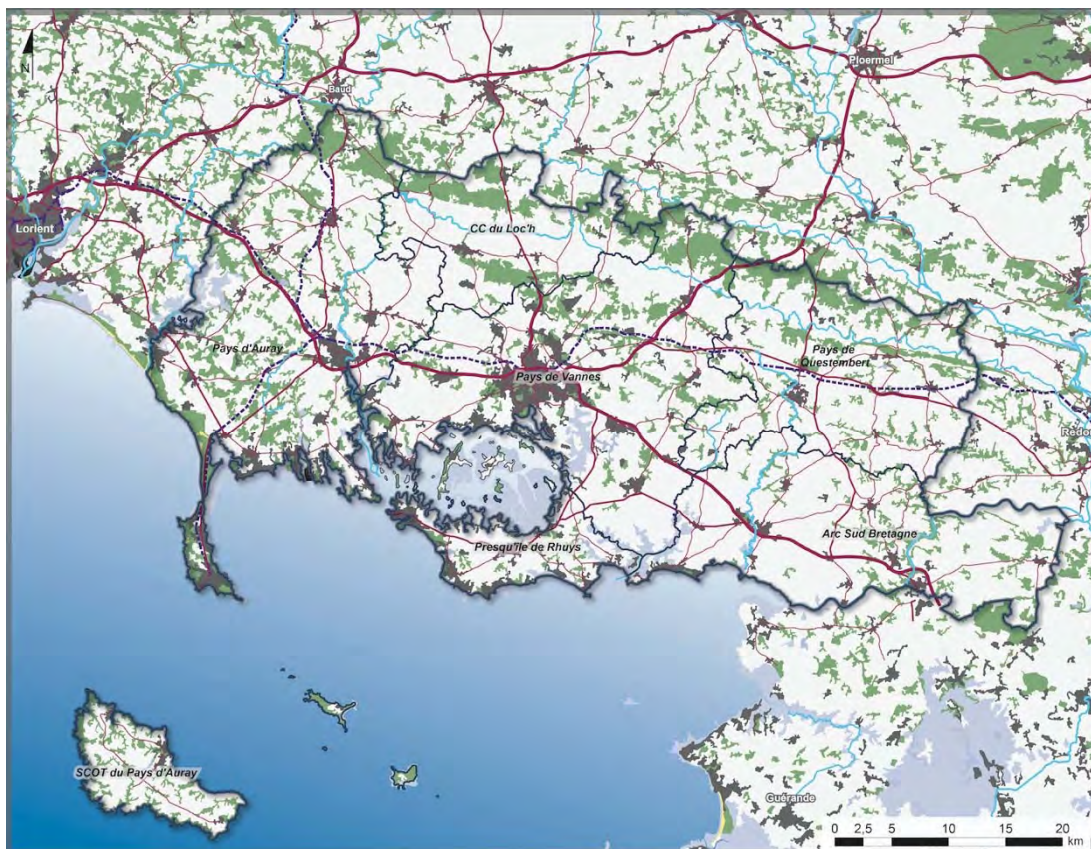 N
Ploermel
Baud
Lorient
CC du Loc'h
Pays d'Auray
Pays de
Questembert
Pays de Vannes
Redon
Arc Sud Bretagne
Presqu'île de Rhuys
SCOT du Pays d'Auray
Guérande
0 2,5 5 10 15 20
km